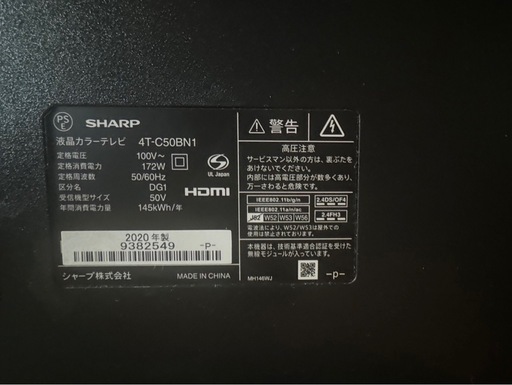 PS
E
SHARP
液晶カラーテレビ 4T-C50BN1
定格電圧 100V~
定格消費電力 172W
定格周波数 50/60Hz
区分名 DG1
受信機型サイズ 50V
年間消費電力量 145kWh/年
S
UL Japan
HDMI
2020年製
9382549 -P-
シャープ株式会社 MADE IN CHINA
警告
高圧注意
サービスマン以外の方は、裏ぶたを
あけないでください。
内部には高電圧部分が数多くあり、
万一さわると危険です。
IEEE802.11b/g/n 2.4DS/OF4
IEEE802.11a/n/ac
W52 W53 W56 2.4FH3
電波法により、W52/W53は屋外での
使用は禁止されています。
本機器は、技術基準適合認証を受けた
無線モジュールが入っています。
MH146WJ
-p-